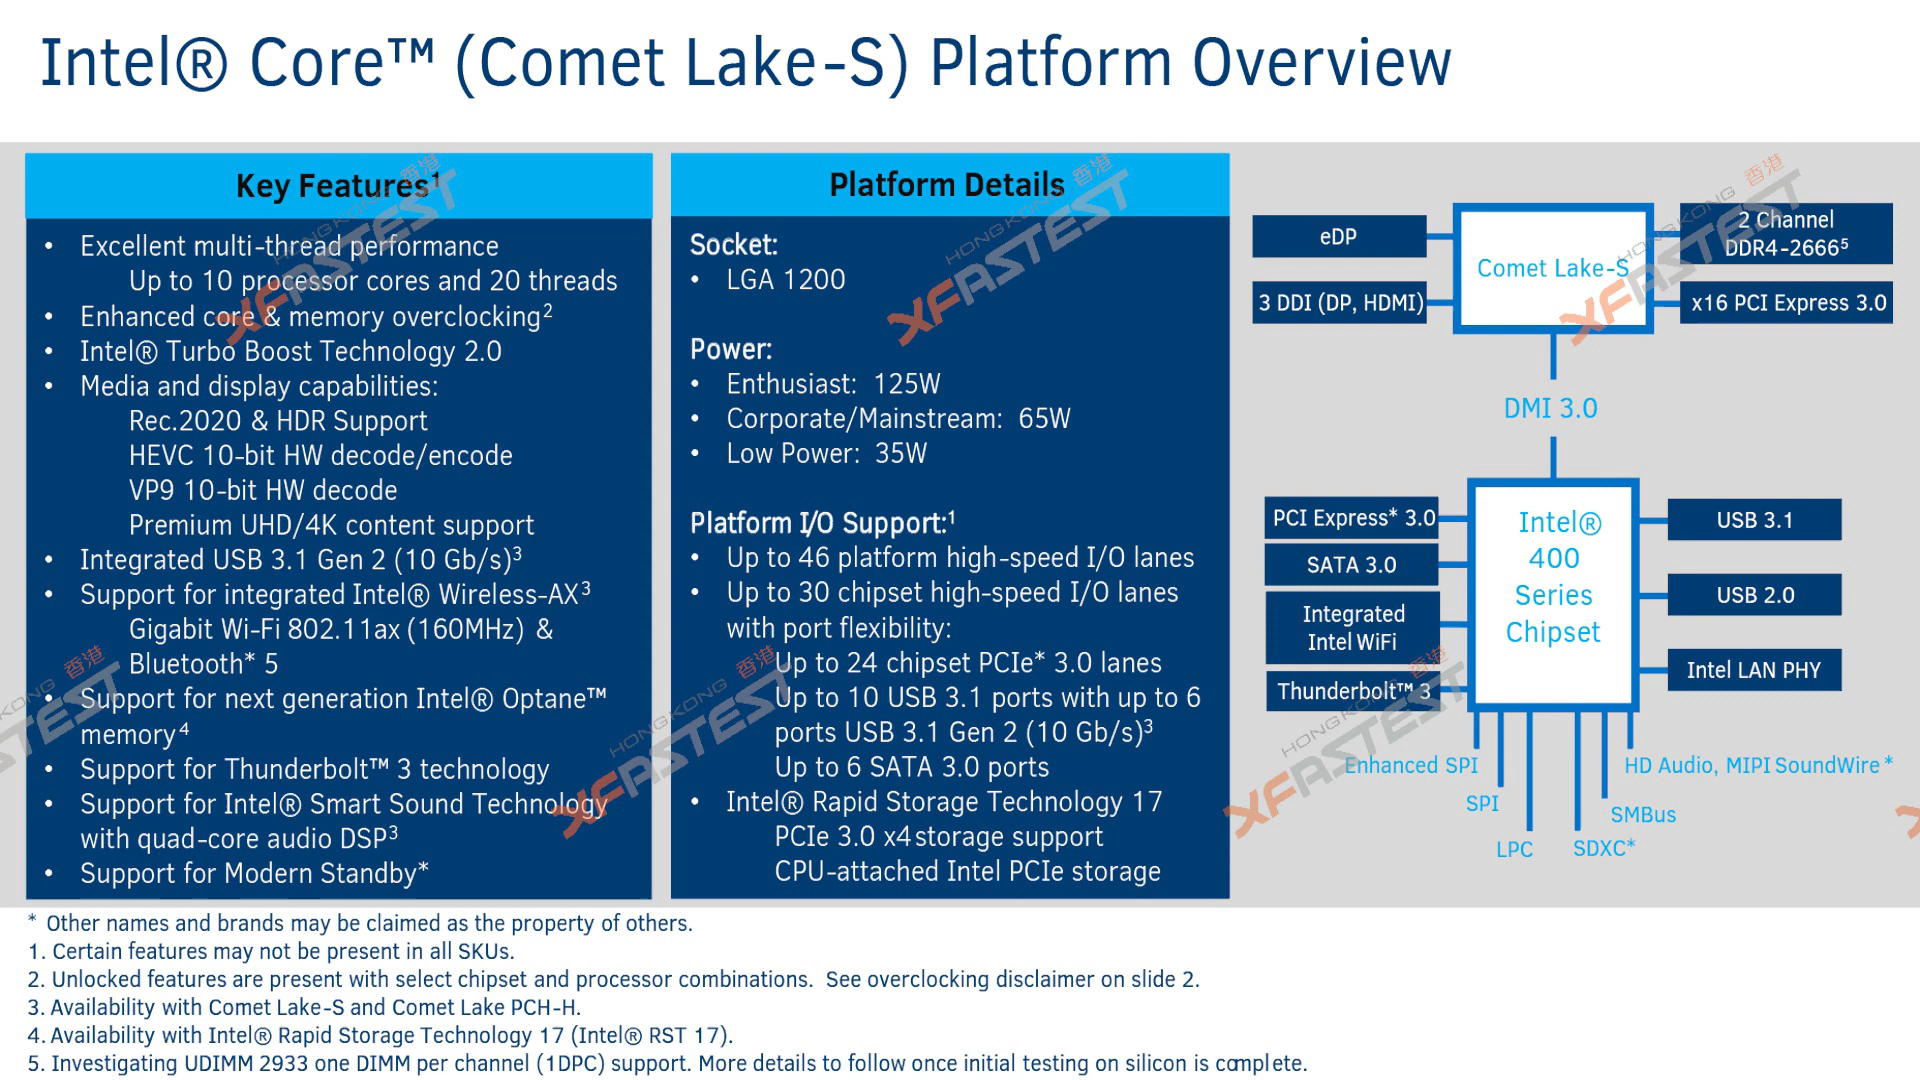 Intel® Core™ (Comet Lake-S) Platform Overview
Key Features¹
• Excellent multi-thread performance
Up to 10 processor cores and 20 threads
• Enhanced core & memory overclocking²
• Intel® Turbo Boost Technology 2.0
• Media and display capabilities:
Rec.2020 & HDR Support
HEVC 10-bit HW decode/encode
VP9 10-bit HW decode
Premium UHD/4K content support
• Integrated USB 3.1 Gen 2 (10 Gb/s)³
• Support for integrated Intel® Wireless-AX³
Gigabit Wi-Fi 802.11ax (160MHz) &
Bluetooth* 5
• Support for next generation Intel® Optane™
memory⁴
• Support for Thunderbolt™ 3 technology
• Support for Intel® Smart Sound Technology
with quad-core audio DSP³
• Support for Modern Standby*
Platform Details
Socket:
• LGA 1200
Power:
• Enthusiast: 125W
• Corporate/Mainstream: 65W
• Low Power: 35W
Platform I/O Support:¹
• Up to 46 platform high-speed I/O lanes
• Up to 30 chipset high-speed I/O lanes
with port flexibility:
Up to 24 chipset PCIe* 3.0 lanes
Up to 10 USB 3.1 ports with up to 6
ports USB 3.1 Gen 2 (10 Gb/s)³
Up to 6 SATA 3.0 ports
• Intel® Rapid Storage Technology 17
PCIe 3.0 x4 storage support
CPU-attached Intel PCIe storage
eDP
3 DDI (DP, HDMI)
Comet Lake-S
2 Channel
DDR4-2666⁵
x16 PCI Express 3.0
DMI 3.0
PCI Express* 3.0
SATA 3.0
Integrated
Intel WiFi
Thunderbolt™ 3
Intel®
400
Series
Chipset
USB 3.1
USB 2.0
Intel LAN PHY
Enhanced SPI
SPI
LPC
SDXC*
SMBus
HD Audio, MIPI SoundWire*
* Other names and brands may be claimed as the property of others.
1. Certain features may not be present in all SKUs.
2. Unlocked features are present with select chipset and processor combinations. See overclocking disclaimer on slide 2.
3. Availability with Comet Lake-S and Comet Lake PCH-H.
4. Availability with Intel® Rapid Storage Technology 17 (Intel® RST 17).
5. Investigating UDIMM 2933 one DIMM per channel (1DPC) support. More details to follow once initial testing on silicon is complete.
HONGKONG 香港
XFASTEST
HONGKONG 香港
XFASTEST
HONGKONG 香港
XFASTEST
HONGKONG 香港
XFASTEST
HONGKONG 香港
XFASTEST